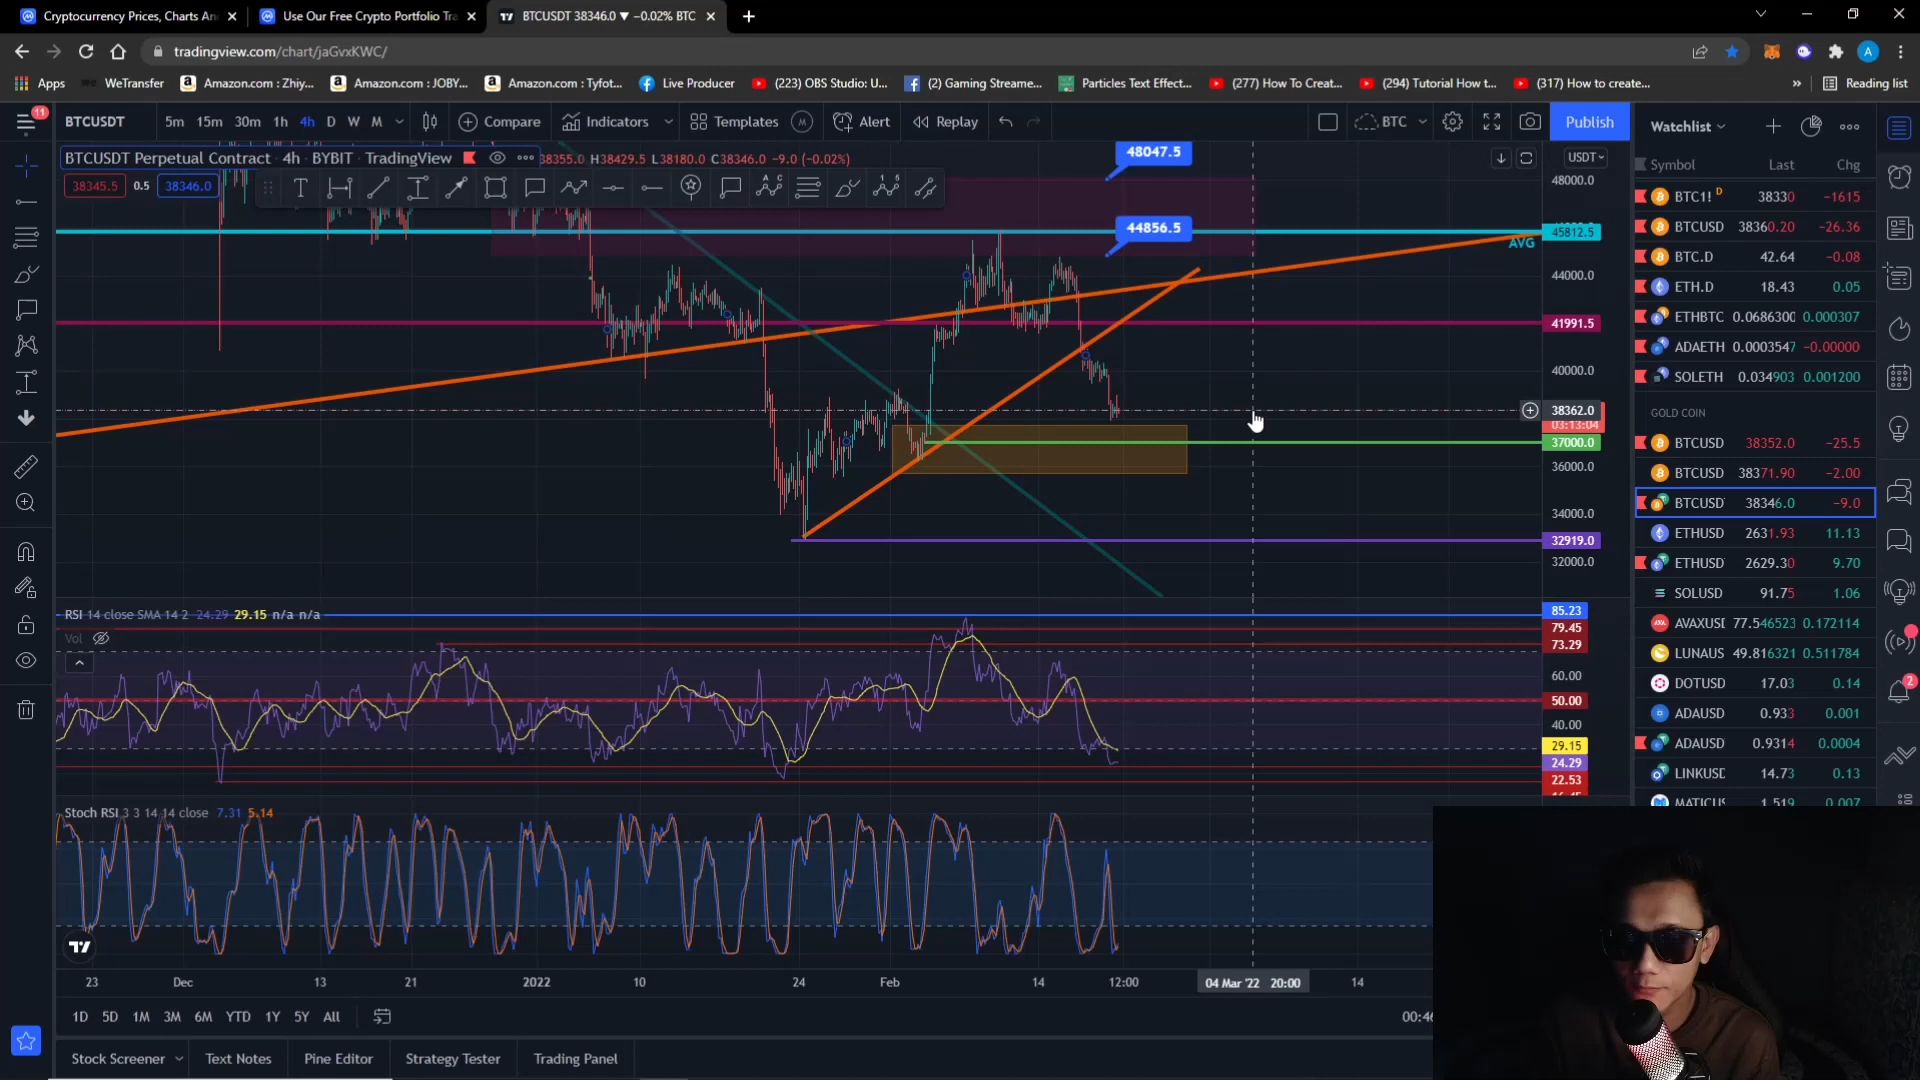 Cryptocurrency Prices, Charts An
Use Our Free Crypto Portfolio Tra
BTCUSDT 38346.0 ▼ −0.02% BTC
tradingview.com/chart/jaGvxKWC/
Apps
WeTransfer
Amazon.com : Zhiy...
Amazon.com : JOBY...
Amazon.com : Tyfot...
Live Producer
(223) OBS Studio: U...
(2) Gaming Streame...
Particles Text Effect...
(277) How To Creat...
(294) Tutorial How t...
(317) How to create...
»
Reading list
11
BTCUSDT
5m 15m 30m 1h 4h D W M
Compare
Indicators
Templates
M
Alert
Replay
BTC
Publish
BTCUSDT Perpetual Contract · 4h · BYBIT · TradingView
38355.0 H38429.5 L38180.0 C38346.0 −9.0 (−0.02%)
38345.5 0.5 38346.0
USDT
48047.5
44856.5
AVG
48000.0
45812.5
44000.0
41991.5
40000.0
38362.0
03:13:04
37000.0
36000.0
34000.0
32919.0
32000.0
RSI 14 close SMA 14 2 24.29 29.15 n/a n/a
Vol
85.23
79.45
73.29
60.00
50.00
40.00
29.15
24.29
22.53
Stoch RSI 3 3 14 14 close 7.31 5.14
23 Dec 13 21 2022 10 24 Feb 14 12:00 04 Mar '22 20:00 14
1D 5D 1M 3M 6M YTD 1Y 5Y All
00:46
Stock Screener
Text Notes
Pine Editor
Strategy Tester
Trading Panel
Watchlist
Symbol Last Chg
BTC1! D 38330 −1615
BTCUSD 38360.20 −26.36
BTC.D 42.64 −0.08
ETH.D 18.43 0.05
ETHBTC 0.0686300 0.000307
ADAETH 0.0003547 −0.00000
SOLETH 0.034903 0.001200
GOLD COIN
BTCUSD 38352.0 −25.5
BTCUSD 38371.90 −2.00
BTCUSD 38346.0 −9.0
ETHUSD 2631.93 11.13
ETHUSD 2629.30 9.70
SOLUSD 91.75 1.06
AVAXUSI 77.546523 0.172114
LUNAUS 49.816321 0.511784
DOTUSD 17.03 0.14
ADAUSD 0.933 0.001
ADAUSD 0.9314 0.0004
LINKUSD 14.73 0.13
MATICUS 1.519 0.007
A
2